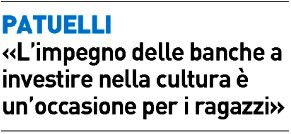 PATUELLI
«L’impegno delle banche a
investire nella cultura è
un’occasione per i ragazzi»